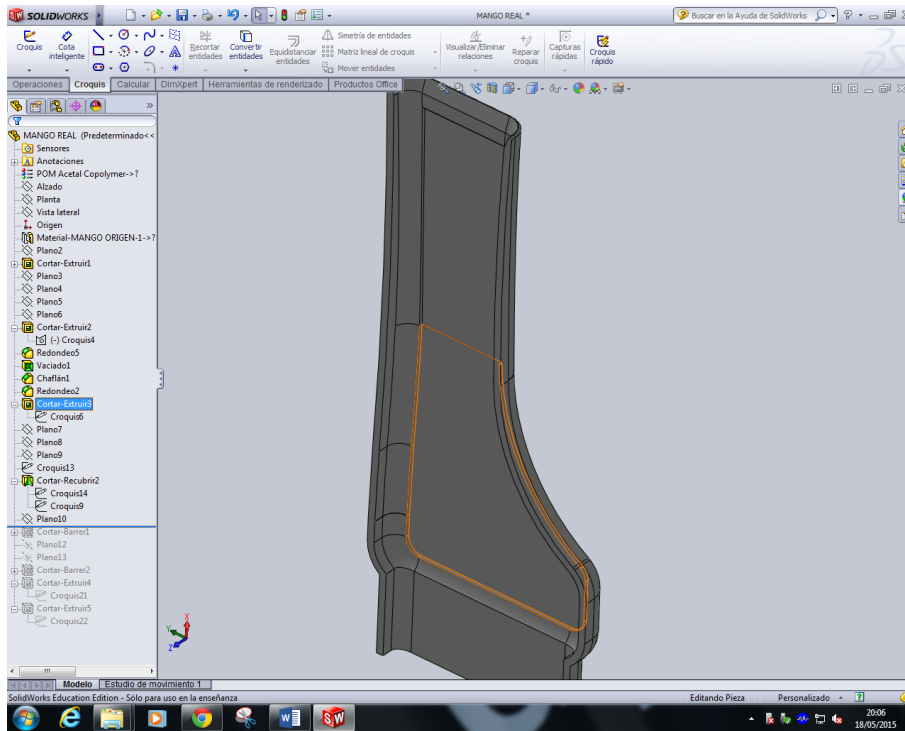 SOLIDWORKS
MANGO REAL *
Buscar en la Ayuda de SolidWorks
Croquis
Cota inteligente
Recortar entidades
Convertir entidades
Equidistanciar entidades
Simetría de entidades
Matriz lineal de croquis
Mover entidades
Visualizar/Eliminar relaciones
Reparar croquis
Capturas rápidas
Croquis rápido
Operaciones Croquis Calcular DimXpert Herramientas de renderizado Productos Office
MANGO REAL (Predeterminado<<
Sensores
Anotaciones
POM Acetal Copolymer->?
Alzado
Planta
Vista lateral
Origen
Material-MANGO ORIGEN-1->?
Plano2
Cortar-Extruir1
Plano3
Plano4
Plano5
Plano6
Cortar-Extruir2
(-) Croquis4
Redondeo5
Vaciado1
Chaflán1
Redondeo2
Cortar-Extruir3
Croquis6
Plano7
Plano8
Plano9
Croquis13
Cortar-Recubrir2
Croquis14
Croquis9
Plano10
Cortar-Barrer1
Plano12
Plano13
Cortar-Barrer2
Cortar-Extruir4
Croquis21
Cortar-Extruir5
Croquis22
X
Y
Z
Modelo Estudio de movimiento 1
SolidWorks Education Edition - Sólo para uso en la enseñanza
Editando Pieza
Personalizado
20:06
18/05/2015